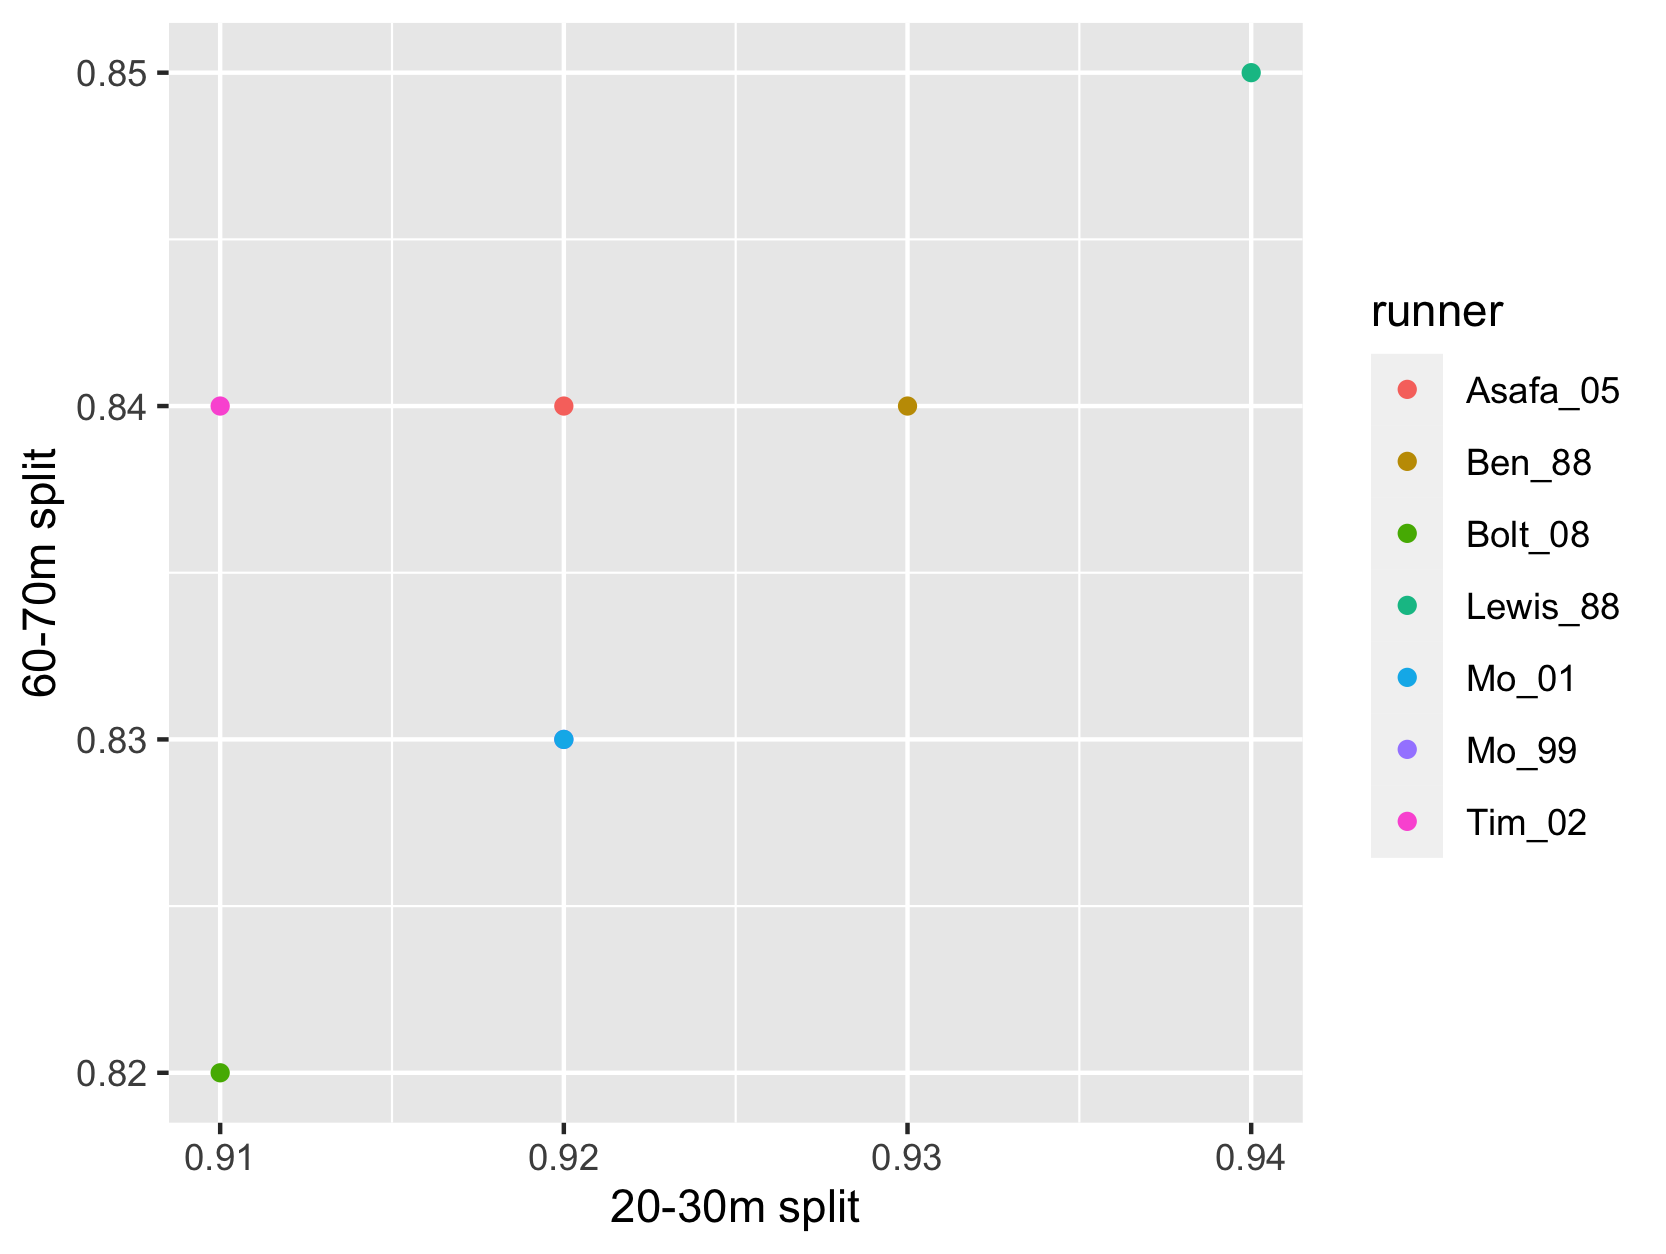 0.85
0.84
0.83
0.82
60-70m split
0.91
0.92
0.93
0.94
20-30m split
runner
Asafa_05
Ben_88
Bolt_08
Lewis_88
Mo_01
Mo_99
Tim_02